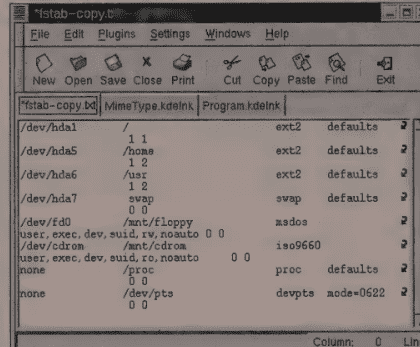 *fstab-copy.t
File Edit Plugins Settings Windows Help
New Open Save Close Print Cut Copy Paste Find Exit
*fstab-copy.txt MimeType.kdelnk Program.kdelnk
/dev/hda1 / ext2 defaults
1 1
/dev/hda5 /home ext2 defaults
1 2
/dev/hda6 /usr ext2 defaults
1 2
/dev/hda7 swap swap defaults
0 0
/dev/fd0 /mnt/floppy msdos
user,exec,dev,suid,rw,noauto 0 0
/dev/cdrom /mnt/cdrom iso9660
user,exec,dev,suid,ro,noauto 0 0
none /proc proc defaults
0 0
none /dev/pts devpts mode=0622
0 0
Column: 0 Lin